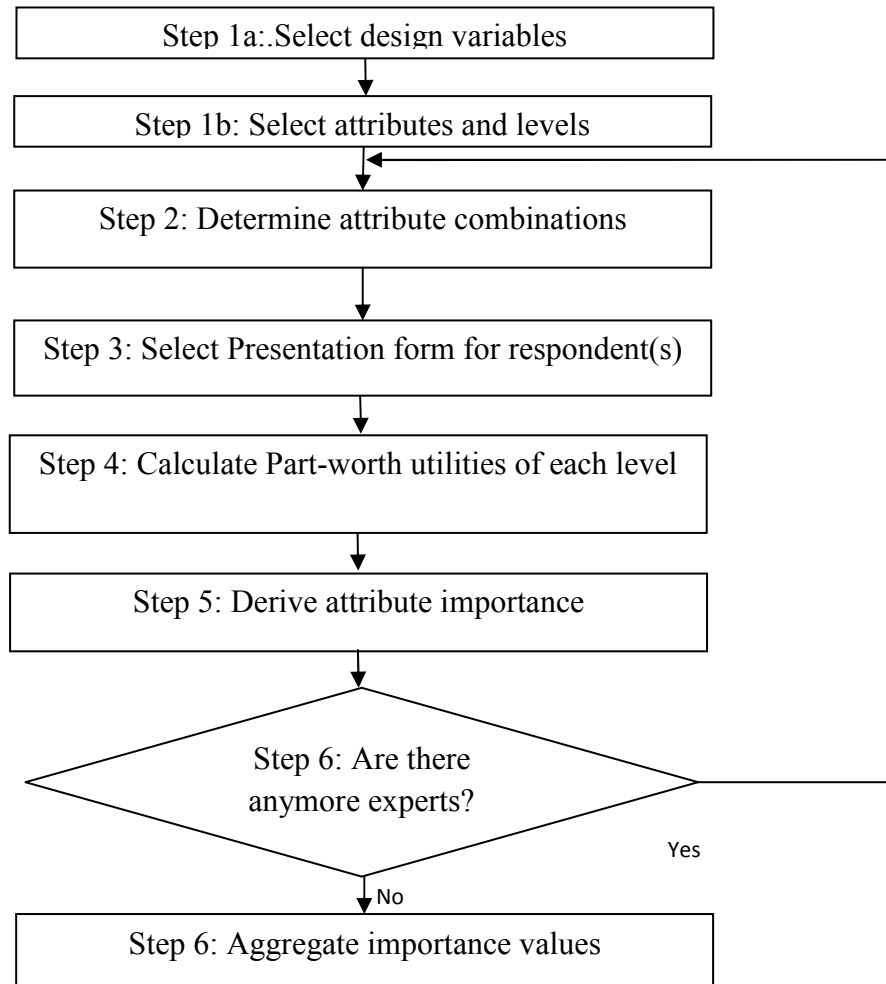 Step 1a:.Select design variables
Step 1b: Select attributes and levels
Step 2: Determine attribute combinations
Step 3: Select Presentation form for respondent(s)
Step 4: Calculate Part-worth utilities of each level
Step 5: Derive attribute importance
Step 6: Are there
anymore experts?
Yes
No
Step 6: Aggregate importance values